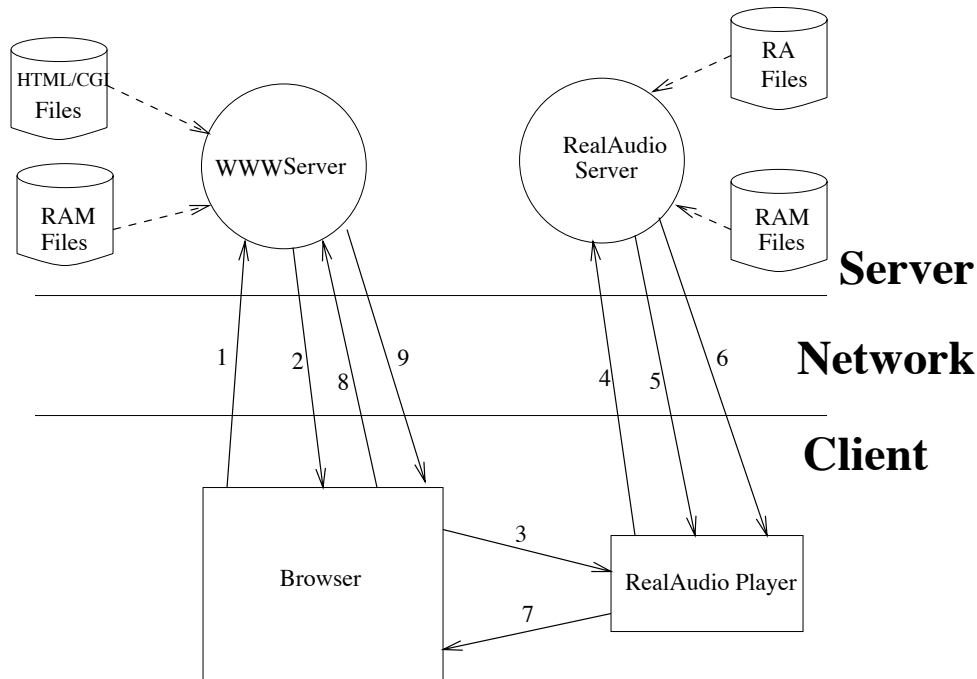 HTML/CGI
Files
RAM
Files
WWWServer
RealAudio
Server
RA
Files
RAM
Files
Server
1
2
8
9
4
5
6
Network
Client
3
7
Browser
RealAudio Player